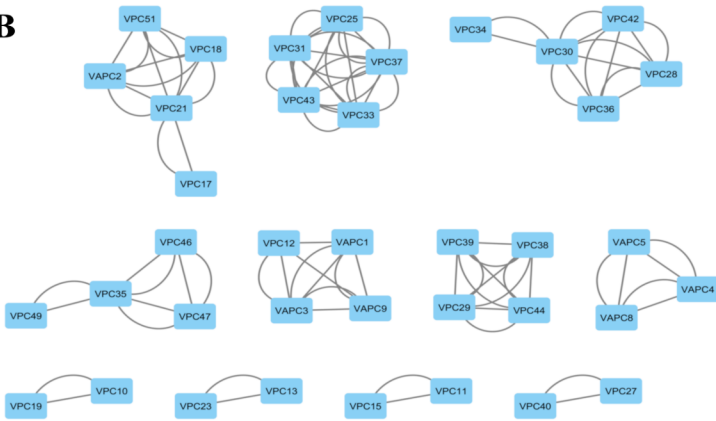 B
VPC51
VPC18
VAPC2
VPC21
VPC17
VPC25
VPC31
VPC37
VPC43
VPC33
VPC34
VPC42
VPC30
VPC28
VPC36
VPC46
VPC35
VPC49
VPC47
VPC12
VAPC1
VAPC3
VAPC9
VPC39
VPC38
VPC29
VPC44
VAPC5
VAPC4
VAPC8
VPC10
VPC19
VPC13
VPC23
VPC11
VPC15
VPC27
VPC40